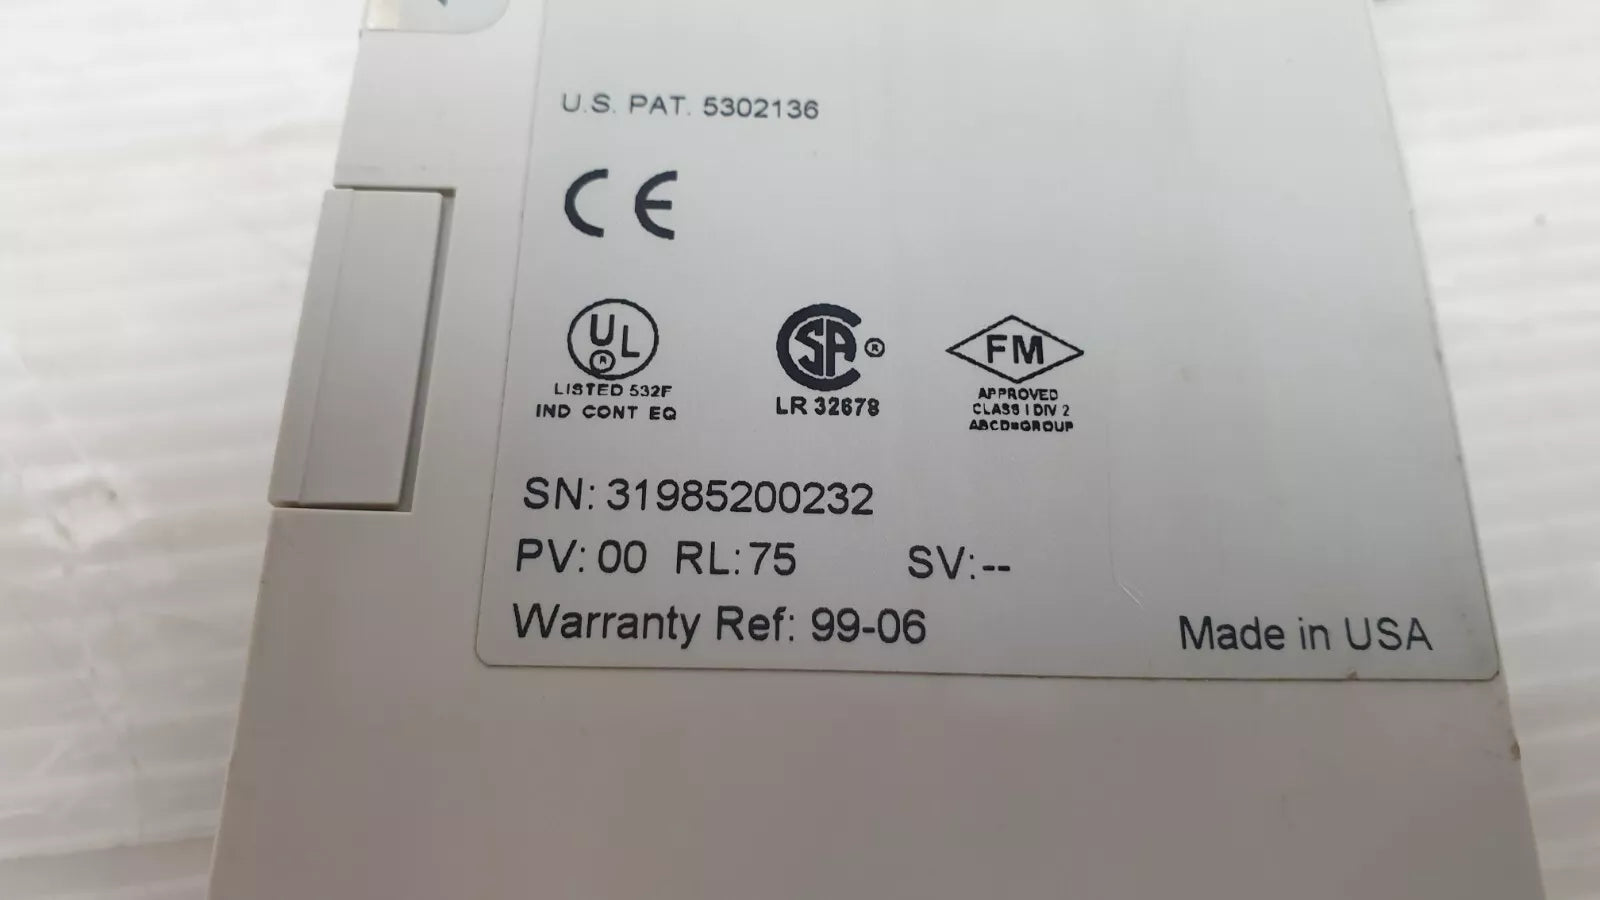 U.S. PAT. 5302136
CE
UL ®
LISTED 532F
IND CONT EQ
CSA ®
LR 32678
FM
APPROVED
CLASS I DIV 2
ABCD=GROUP
SN: 31985200232
PV: 00 RL: 75 SV: --
Warranty Ref: 99-06
Made in USA